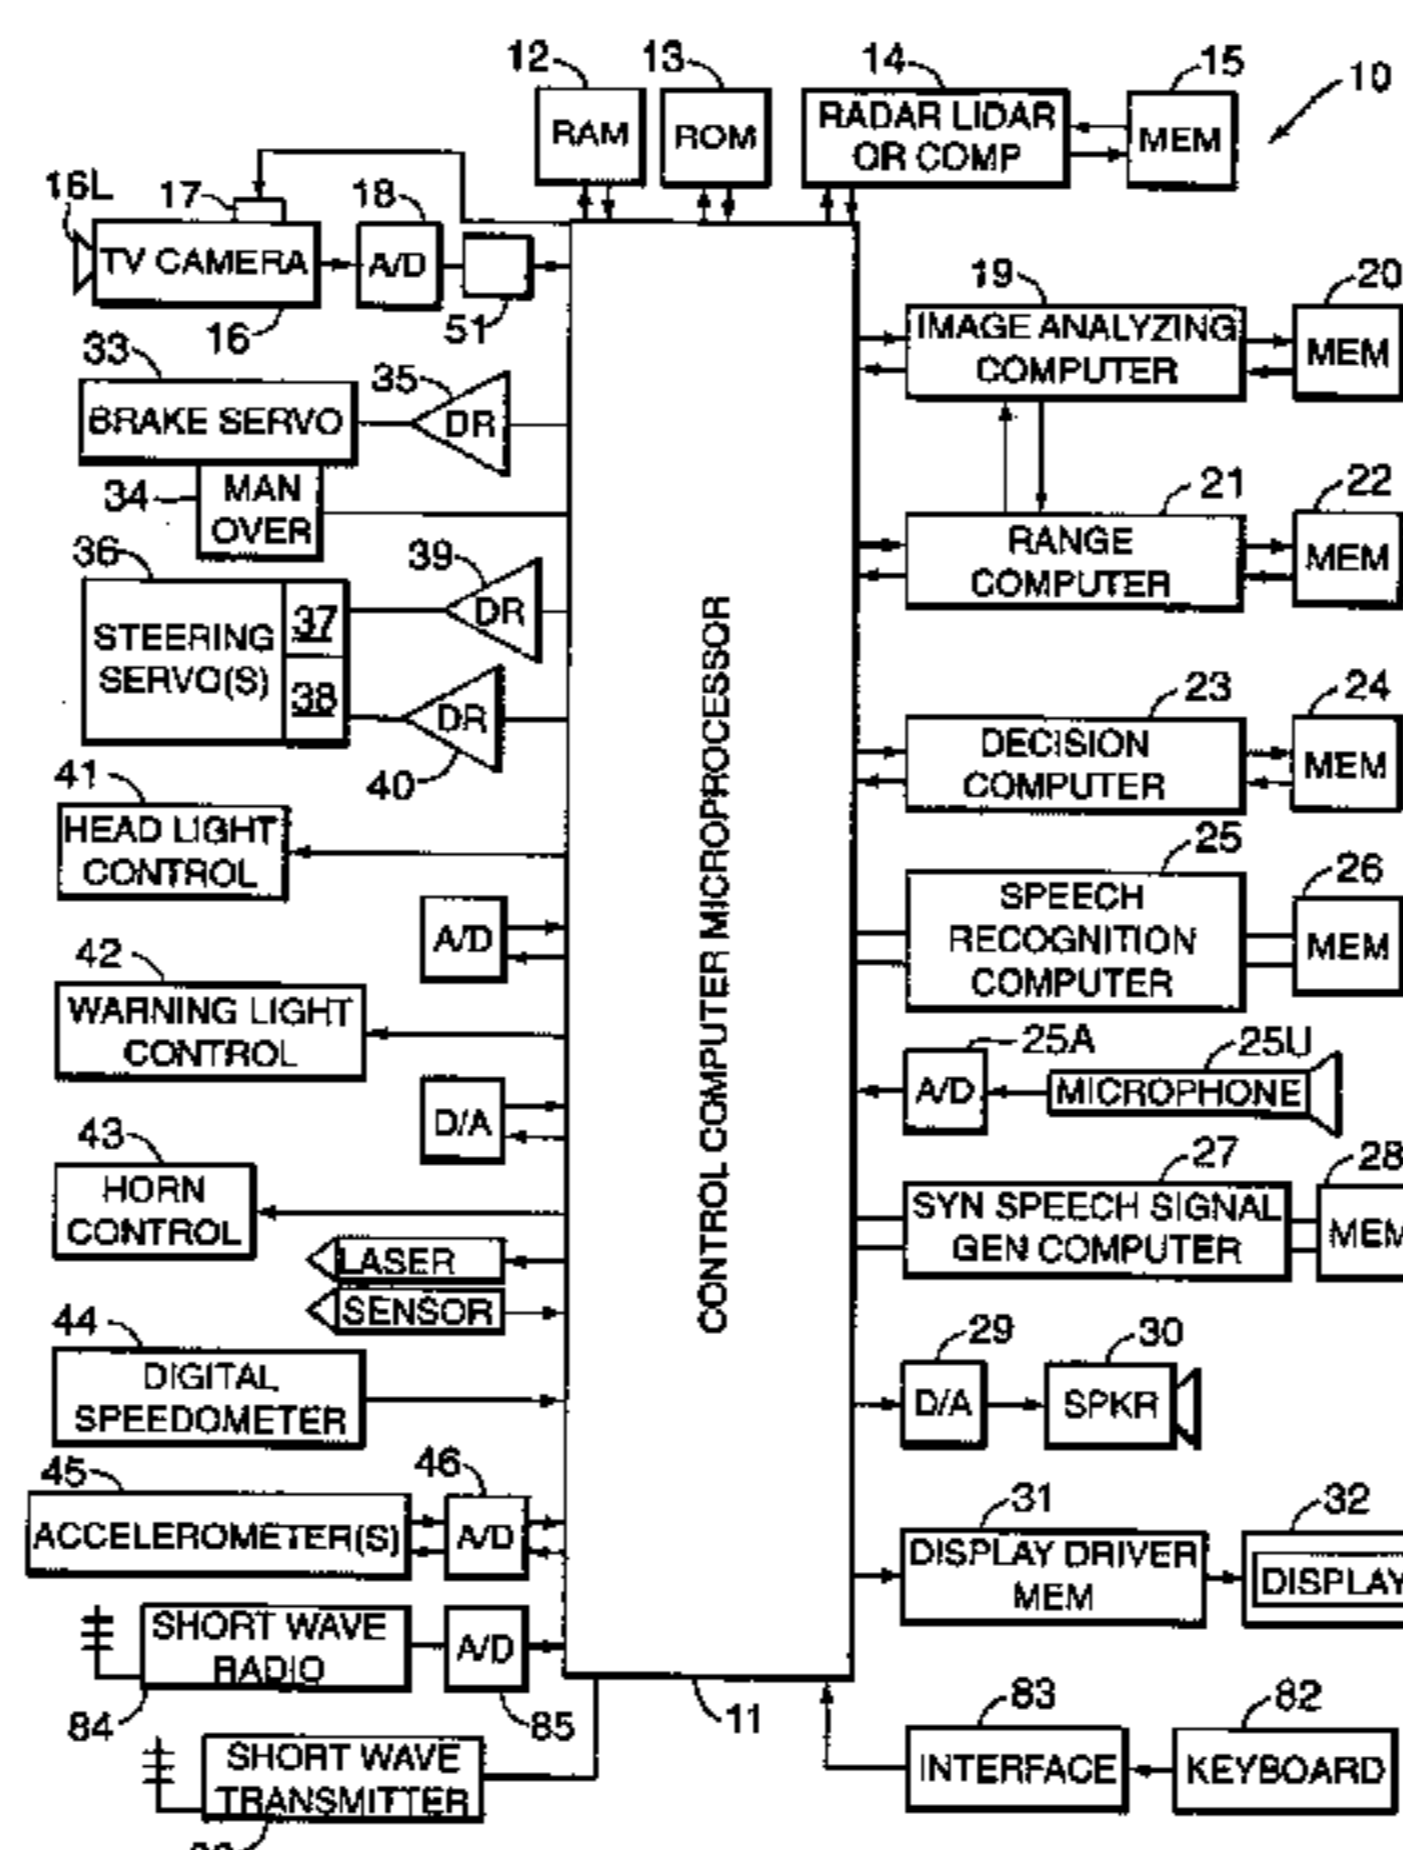 12
13
14
15
10
RAM
ROM
RADAR LIDAR
OR COMP
MEM
16L
17
18
TV CAMERA
A/D
16
51
19
20
IMAGE ANALYZING
COMPUTER
MEM
33
35
BRAKE SERVO
DR
34
MAN
OVER
21
22
RANGE
COMPUTER
MEM
36
39
STEERING
SERVO(S)
37
38
DR
DR
40
23
24
DECISION
COMPUTER
MEM
41
HEAD LIGHT
CONTROL
25
26
SPEECH
RECOGNITION
COMPUTER
MEM
A/D
42
WARNING LIGHT
CONTROL
25A
25U
A/D
MICROPHONE
D/A
43
HORN
CONTROL
27
28
SYN SPEECH SIGNAL
GEN COMPUTER
MEM
LASER
SENSOR
CONTROL COMPUTER MICROPROCESSOR
44
DIGITAL
SPEEDOMETER
29
30
D/A
SPKR
45
46
ACCELEROMETER(S)
A/D
31
32
DISPLAY DRIVER
MEM
DISPLAY
SHORT WAVE
RADIO
A/D
84
85
11
83
82
INTERFACE
KEYBOARD
SHORT WAVE
TRANSMITTER